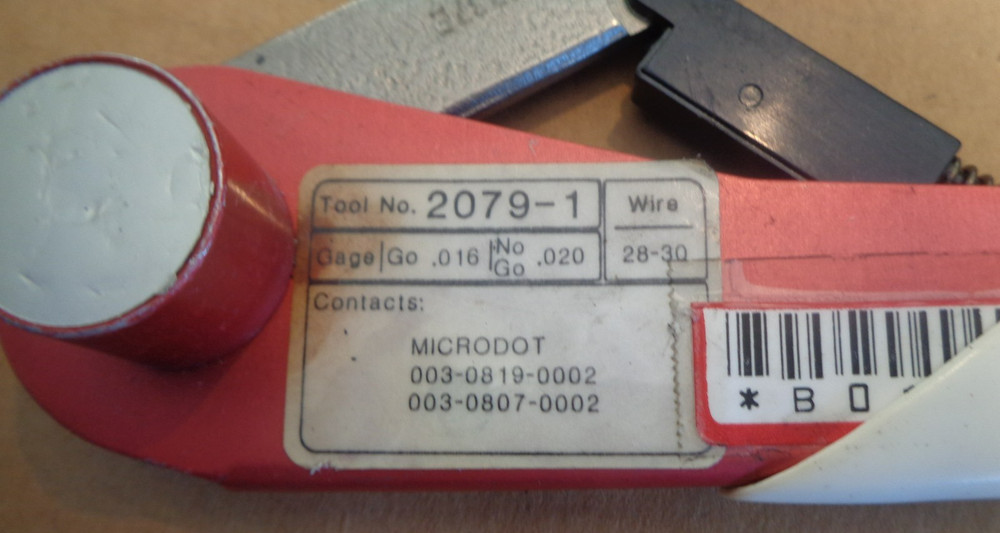 Tool No. 2079-1
Wire
28-30
Gage Go .016 No Go .020
Contacts:
MICRODOT
003-0819-0002
003-0807-0002
* B 0